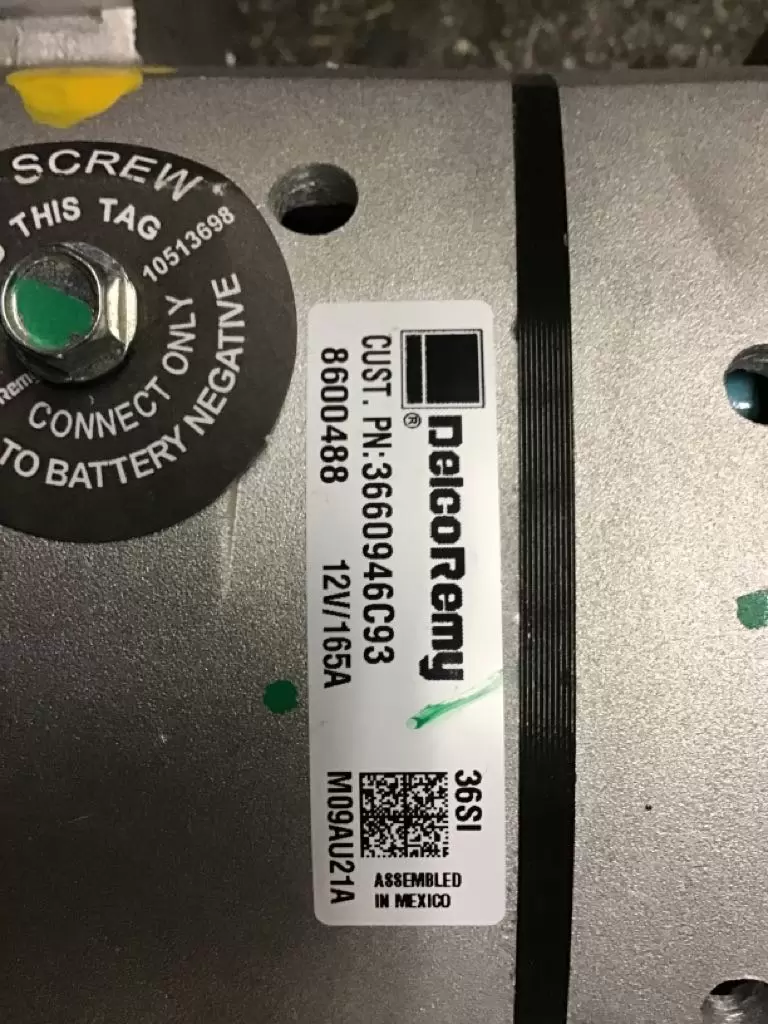 SCREW
THIS TAG
10513698
CONNECT ONLY
TO BATTERY NEGATIVE
DelcoRemy
®
CUST. PN:3660946C93
8600488 12V/165A
36SI
M09AU21A
ASSEMBLED
IN MEXICO